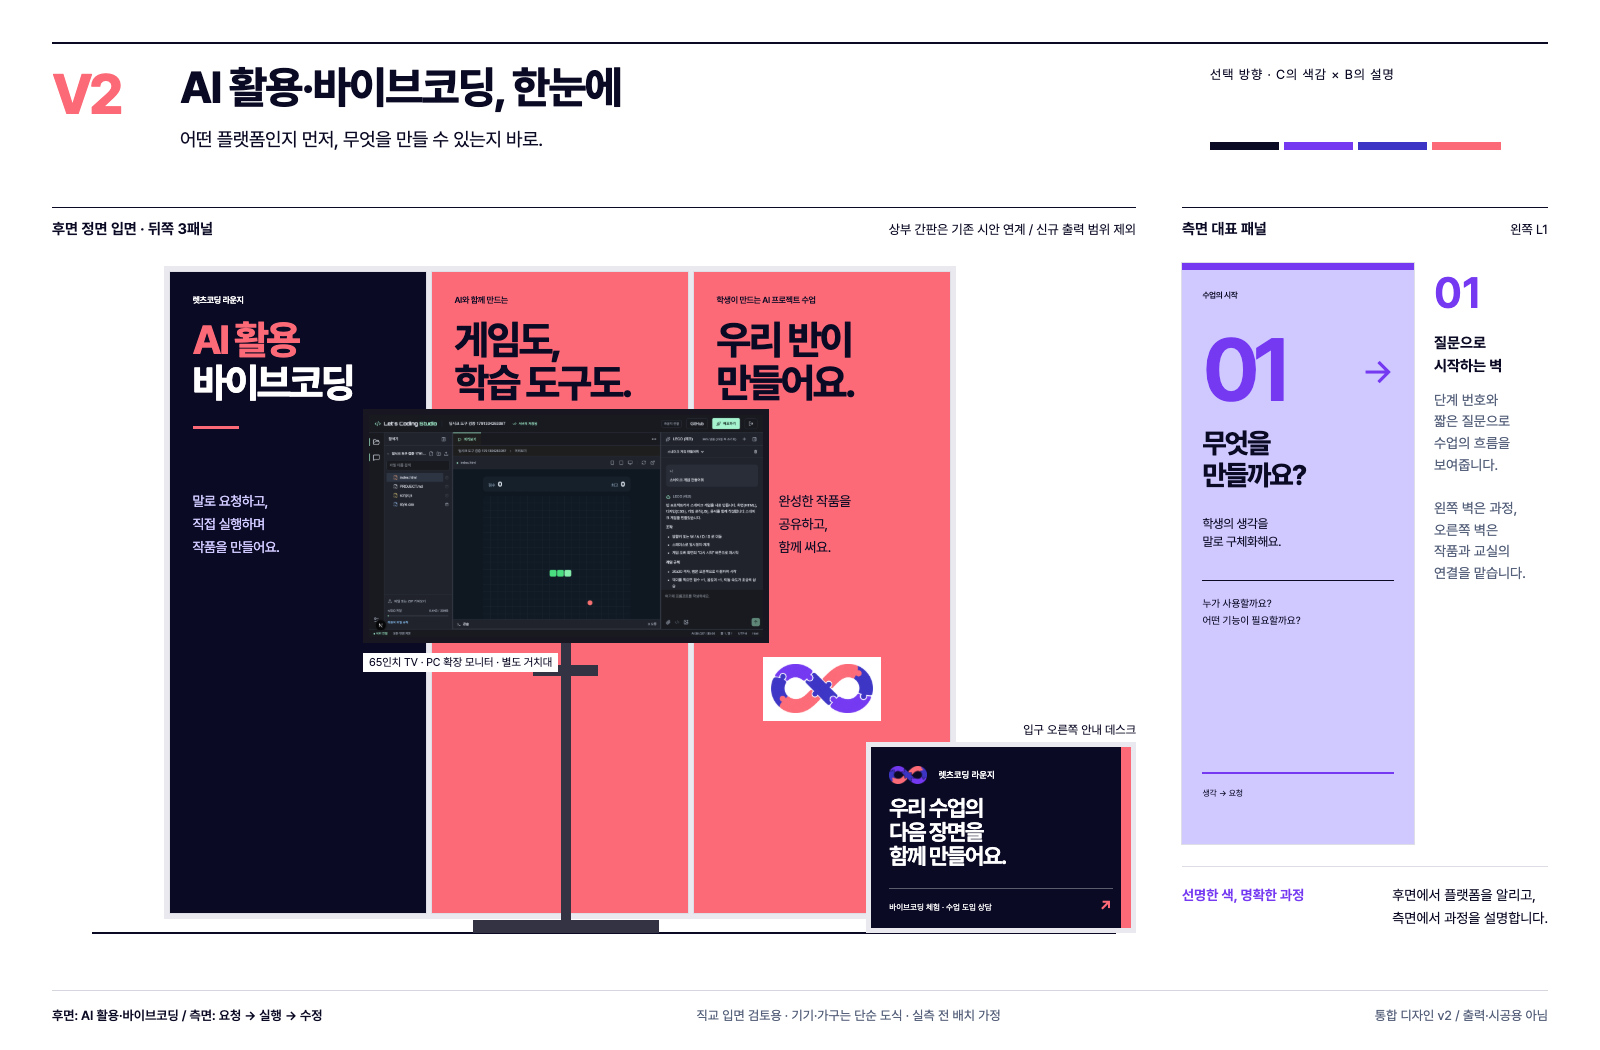 V2
AI 활용·바이브코딩, 한눈에
어떤 플랫폼인지 먼저, 무엇을 만들 수 있는지 바로.
선택 방향 · C의 색감 × B의 설명
후면 정면 입면 · 뒤쪽 3패널
상부 간판은 기존 시안 연계 / 신규 출력 범위 제외
측면 대표 패널
왼쪽 L1
렛츠코딩 라운지
AI 활용
바이브코딩
말로 요청하고,
직접 실행하며
작품을 만들어요.
AI와 함께 만드는
게임도,
학습 도구도.
학생이 만드는 AI 프로젝트 수업
우리 반이
만들어요.
완성한 작품을
공유하고,
함께 써요.
Let's Coding Studio
GitHub
index.html
65인치 TV · PC 확장 모니터 · 별도 거치대
입구 오른쪽 안내 데스크
렛츠코딩 라운지
우리 수업의
다음 장면을
함께 만들어요.
바이브코딩 체험 · 수업 도입 상담
수업의 시작
01
→
무엇을
만들까요?
학생의 생각을
말로 구체화해요.
누가 사용할까요?
어떤 기능이 필요할까요?
생각 → 요청
01
질문으로
시작하는 벽
단계 번호와
짧은 질문으로
수업의 흐름을
보여줍니다.
왼쪽 벽은 과정,
오른쪽 벽은
작품과 교실의
연결을 맡습니다.
선명한 색, 명확한 과정
후면에서 플랫폼을 알리고,
측면에서 과정을 설명합니다.
후면: AI 활용·바이브코딩 / 측면: 요청 → 실행 → 수정
직교 입면 검토용 · 기기·가구는 단순 도식 · 실측 전 배치 가정
통합 디자인 v2 / 출력·시공용 아님